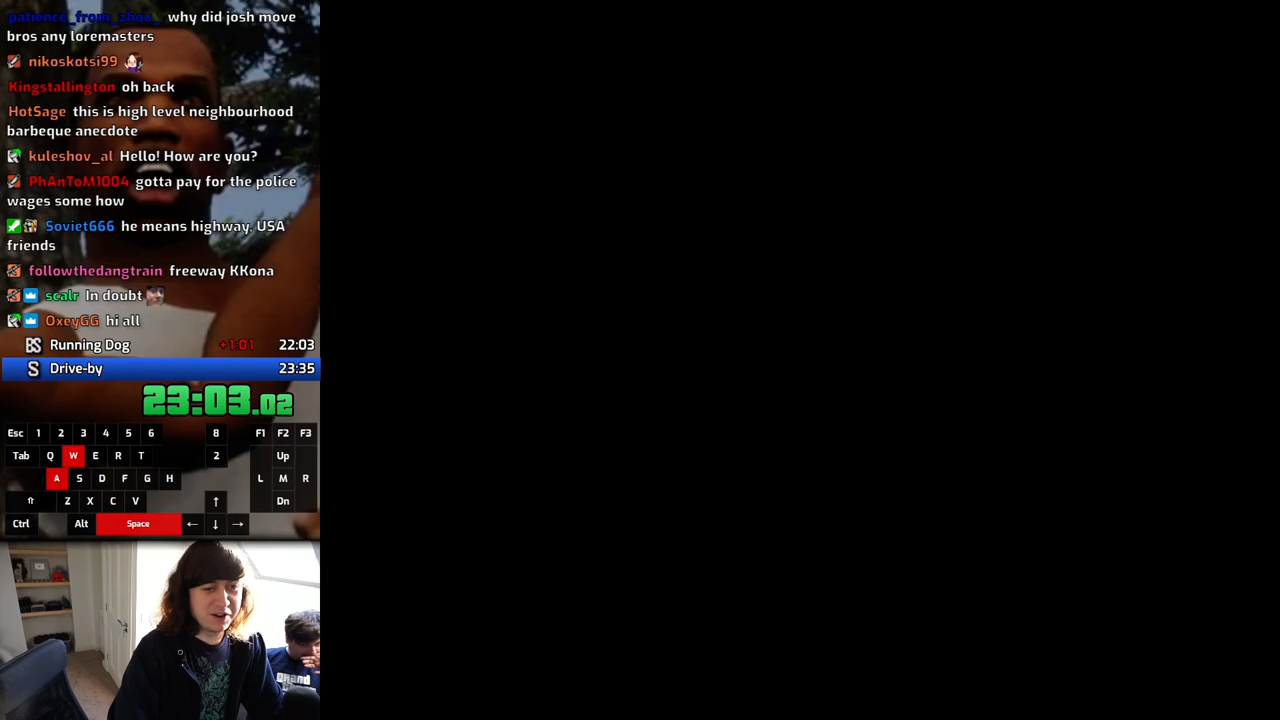 patience_from_zhou_ why did josh move
bros any loremasters
nikoskotsi99
Kingstallington oh back
HotSage this is high level neighbourhood
barbeque anecdote
kuleshov_al Hello! How are you?
PhAnToM1004 gotta pay for the police
wages some how
Soviet666 he means highway, USA
friends
followthedangtrain freeway KKona
scalr In doubt
OxeyGG hi all
BS Running Dog +1:01 22:03
S Drive-by 23:35
23:03.02
Esc 1 2 3 4 5 6 8 F1 F2 F3
Tab Q W E R T 2 Up
A S D F G H L M R
⇧ Z X C V ↑ Dn
Ctrl Alt Space ← ↓ →